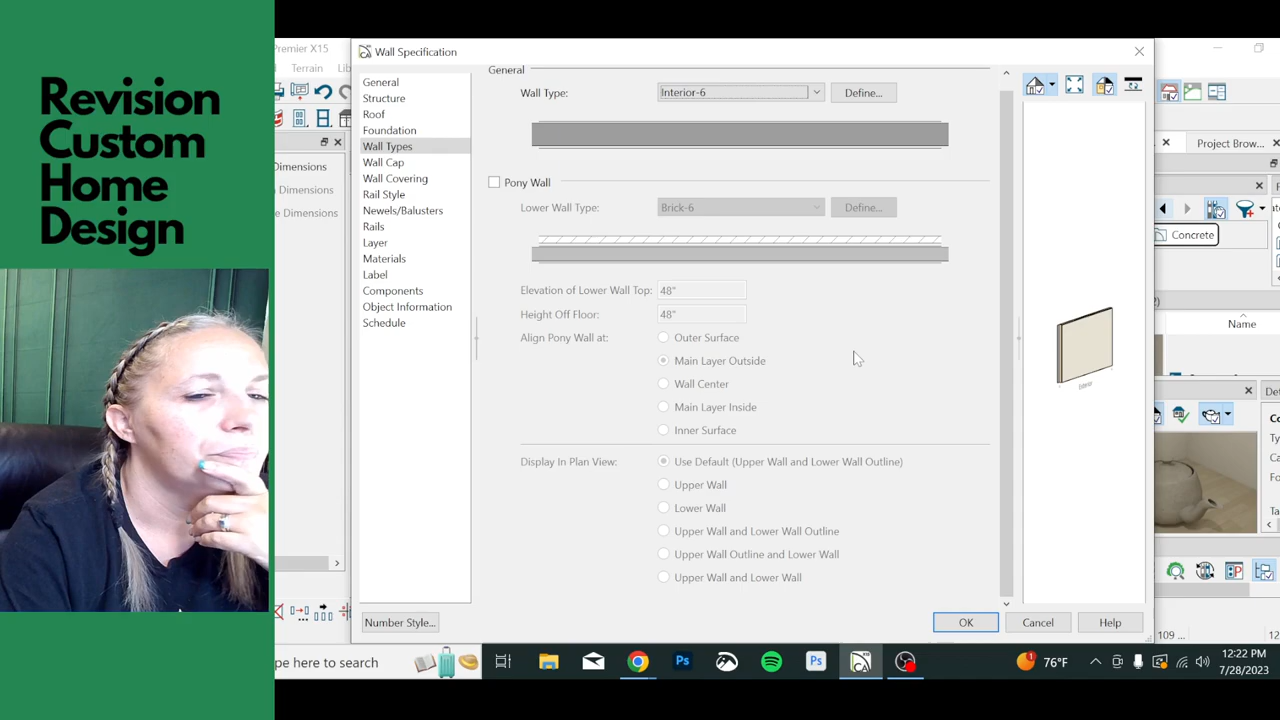 Revision
Custom
Home
Design
Premier X15
Terrain
Lib
Dimensions
Dimensions
Dimensions
Wall Specification
General
Structure
Roof
Foundation
Wall Types
Wall Cap
Wall Covering
Rail Style
Newels/Balusters
Rails
Layer
Materials
Label
Components
Object Information
Schedule
General
Wall Type:
Interior-6
Define...
Pony Wall
Lower Wall Type:
Brick-6
Define...
Elevation of Lower Wall Top:
48"
Height Off Floor:
48"
Align Pony Wall at:
Outer Surface
Main Layer Outside
Wall Center
Main Layer Inside
Inner Surface
Display In Plan View:
Use Default (Upper Wall and Lower Wall Outline)
Upper Wall
Lower Wall
Upper Wall and Lower Wall Outline
Upper Wall Outline and Lower Wall
Upper Wall and Lower Wall
Number Style...
OK
Cancel
Help
Project Brow...
Concrete
Name
109 ...
pe here to search
76°F
12:22 PM
7/28/2023